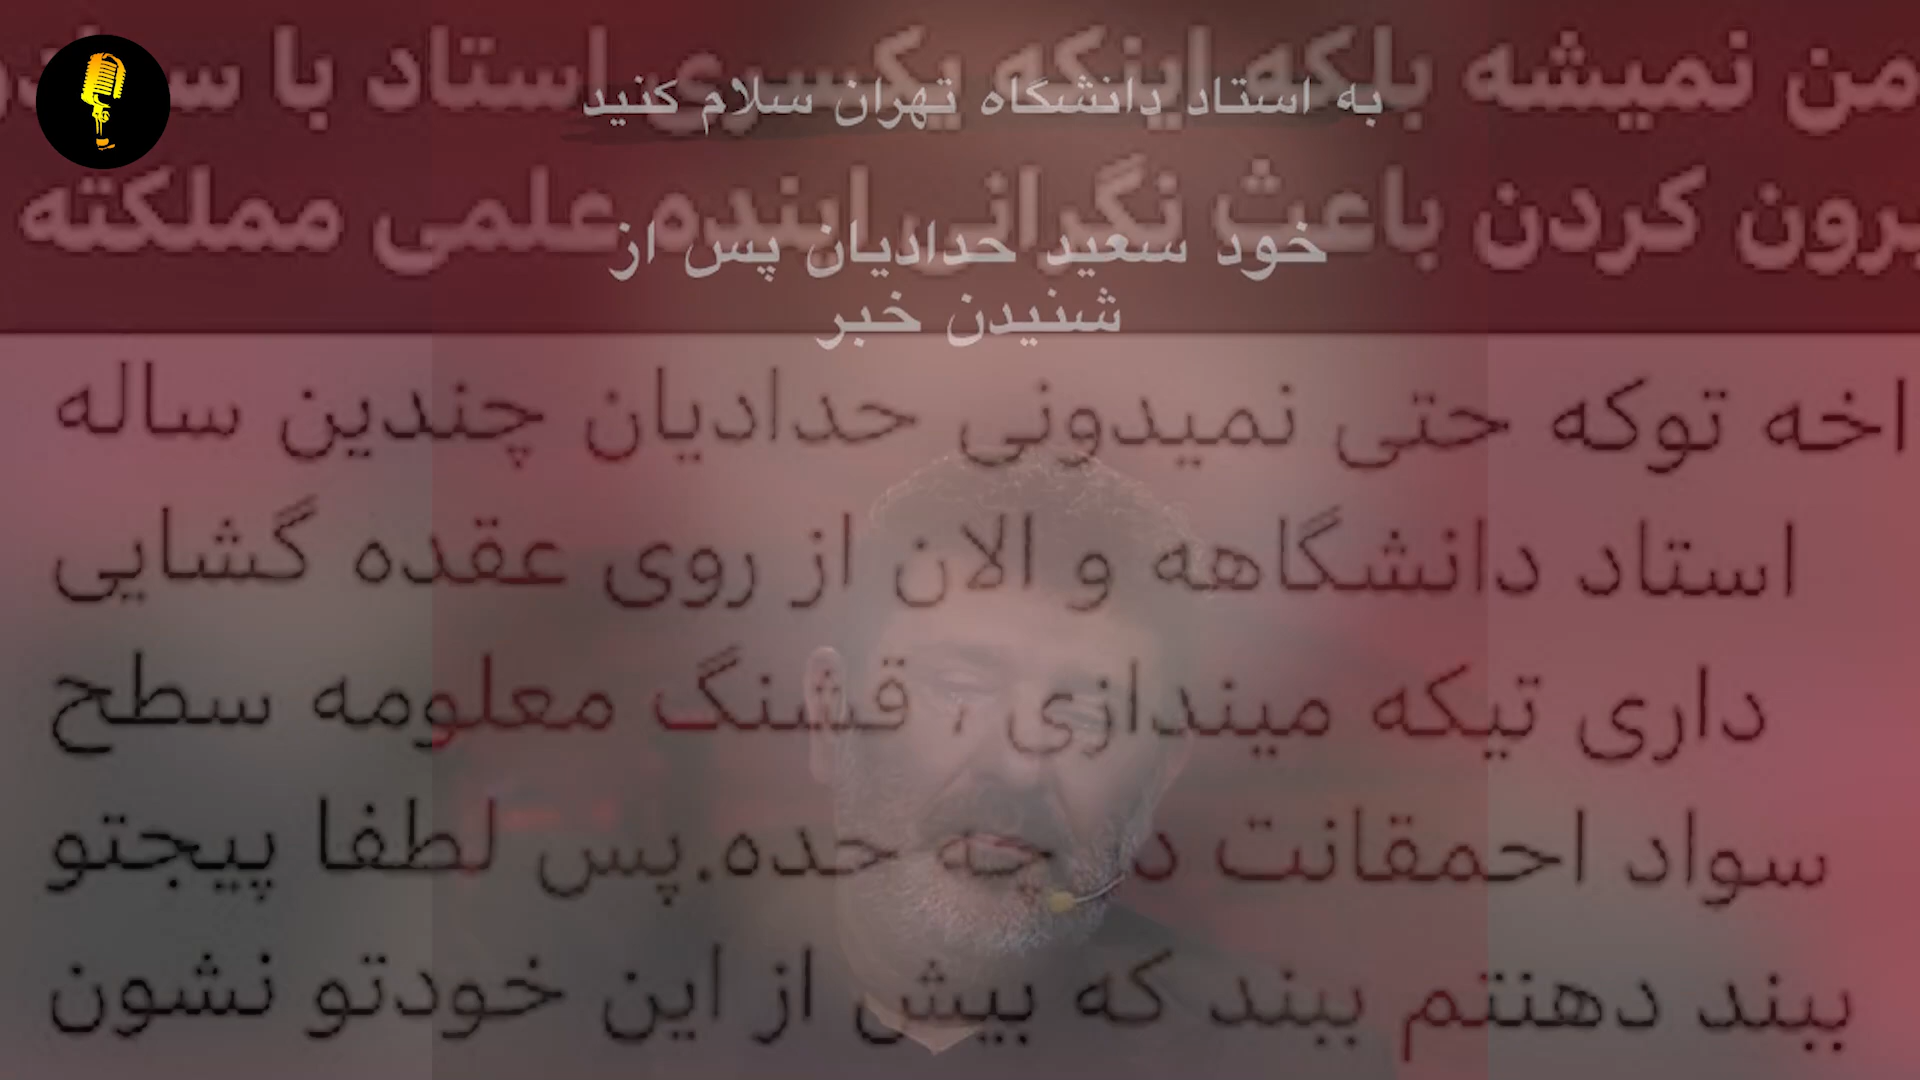 من نمیشه بلکه اینکه یکسری استاد با
به استاد دانشگاه تهران سلام کنید
کردن باعث نگرانی اینده علمی مملکته
خود سعید حدادیان پس از
شنیدن خبر
اخه توکه حتی نمیدونی حدادیان چندین ساله
استاد دانشگاهه و الان از روی عقده گشایی
داری تیکه میندازی ، قشنگ معلومه سطح
سواد احمقانت در چه حده.پس لطفا پیجتو
ببند دهنتم ببند که بیش از این خودتو نشون